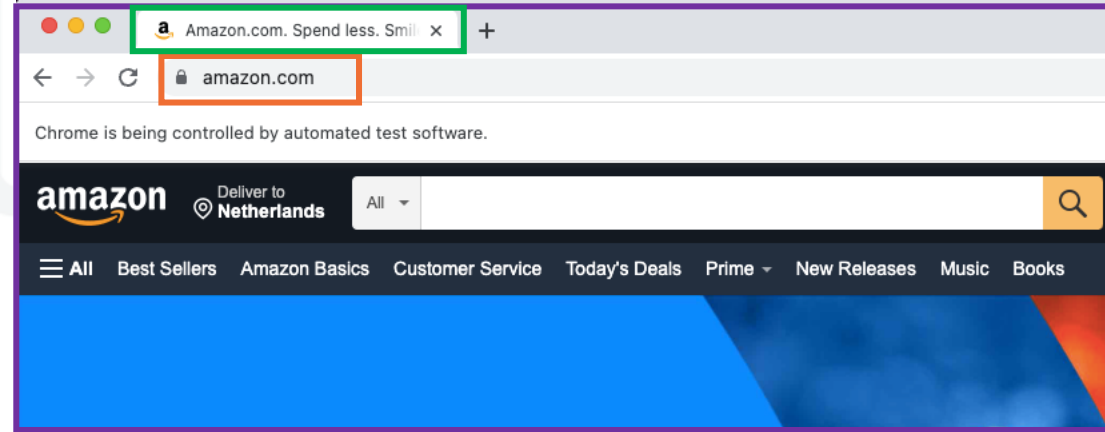 Amazon.com. Spend less. Smil
amazon.com
Chrome is being controlled by automated test software.
amazon Deliver to
Netherlands All
All Best Sellers Amazon Basics Customer Service Today's Deals Prime New Releases Music Books